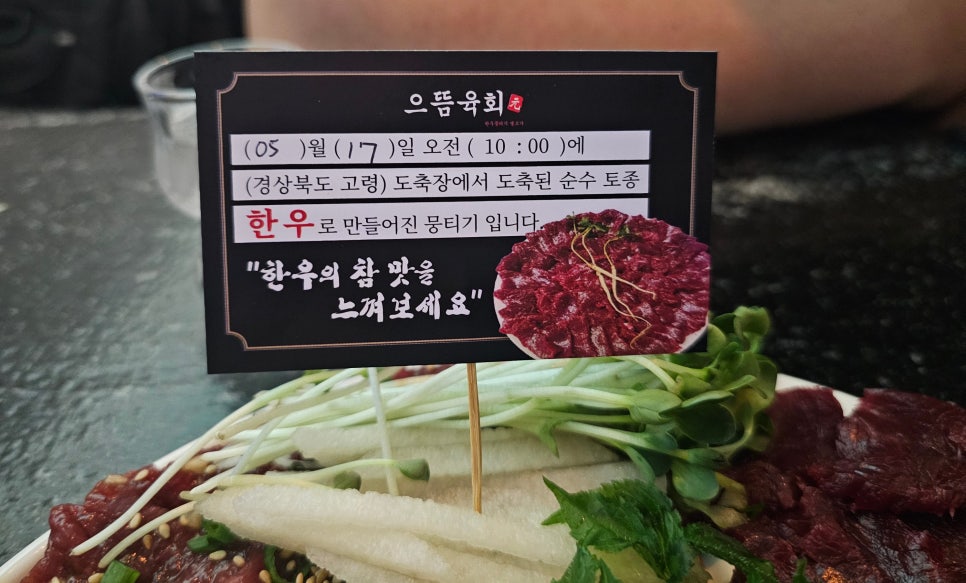 으뜸육회 元
(05 )월 (17 )일 오전 ( 10 : 00 )에
(경상북도 고령) 도축장에서 도축된 순수 토종
한우로 만들어진 뭉티기 입니다.
"한우의 참 맛을
느껴보세요"